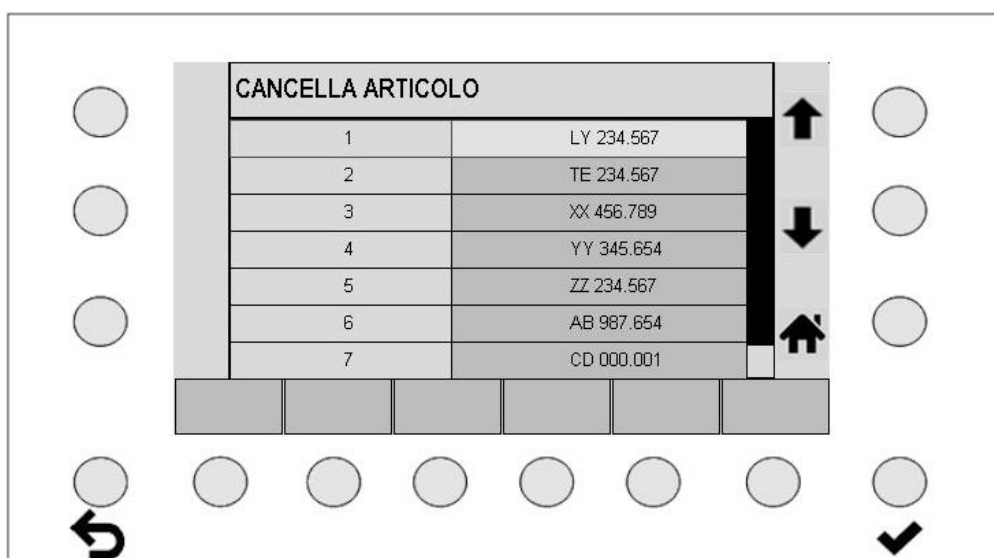 CANCELLA ARTICOLO
1 LY 234.567
2 TE 234.567
3 XX 456.789
4 YY 345.654
5 ZZ 234.567
6 AB 987.654
7 CD 000.001